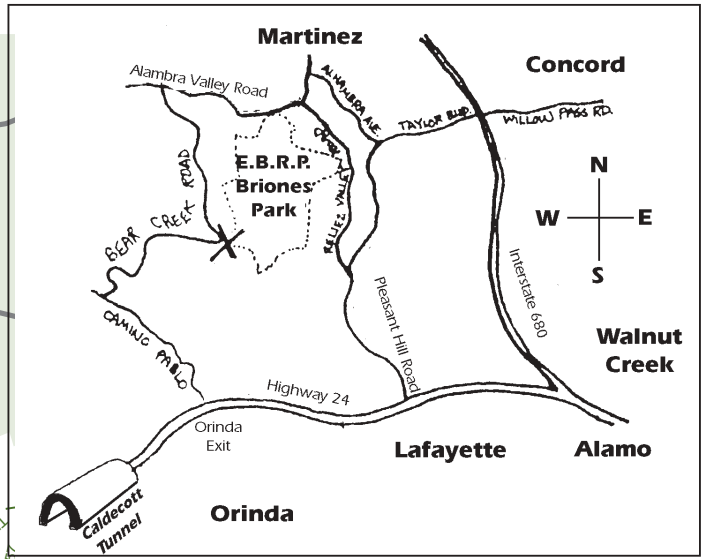 Martinez
Concord
Alambra Valley Road
ALHAMBRA AVE.
TAYLOR BLVD.
WILLOW PASS RD.
E.B.R.P.
Briones
Park
RELIEZ VALLEY
BEAR CREEK ROAD
N
W
E
S
Interstate 680
Pleasant Hill Road
CAMINO PABLO
Walnut
Creek
Highway 24
Orinda
Exit
Lafayette
Alamo
Caldecott
Tunnel
Orinda